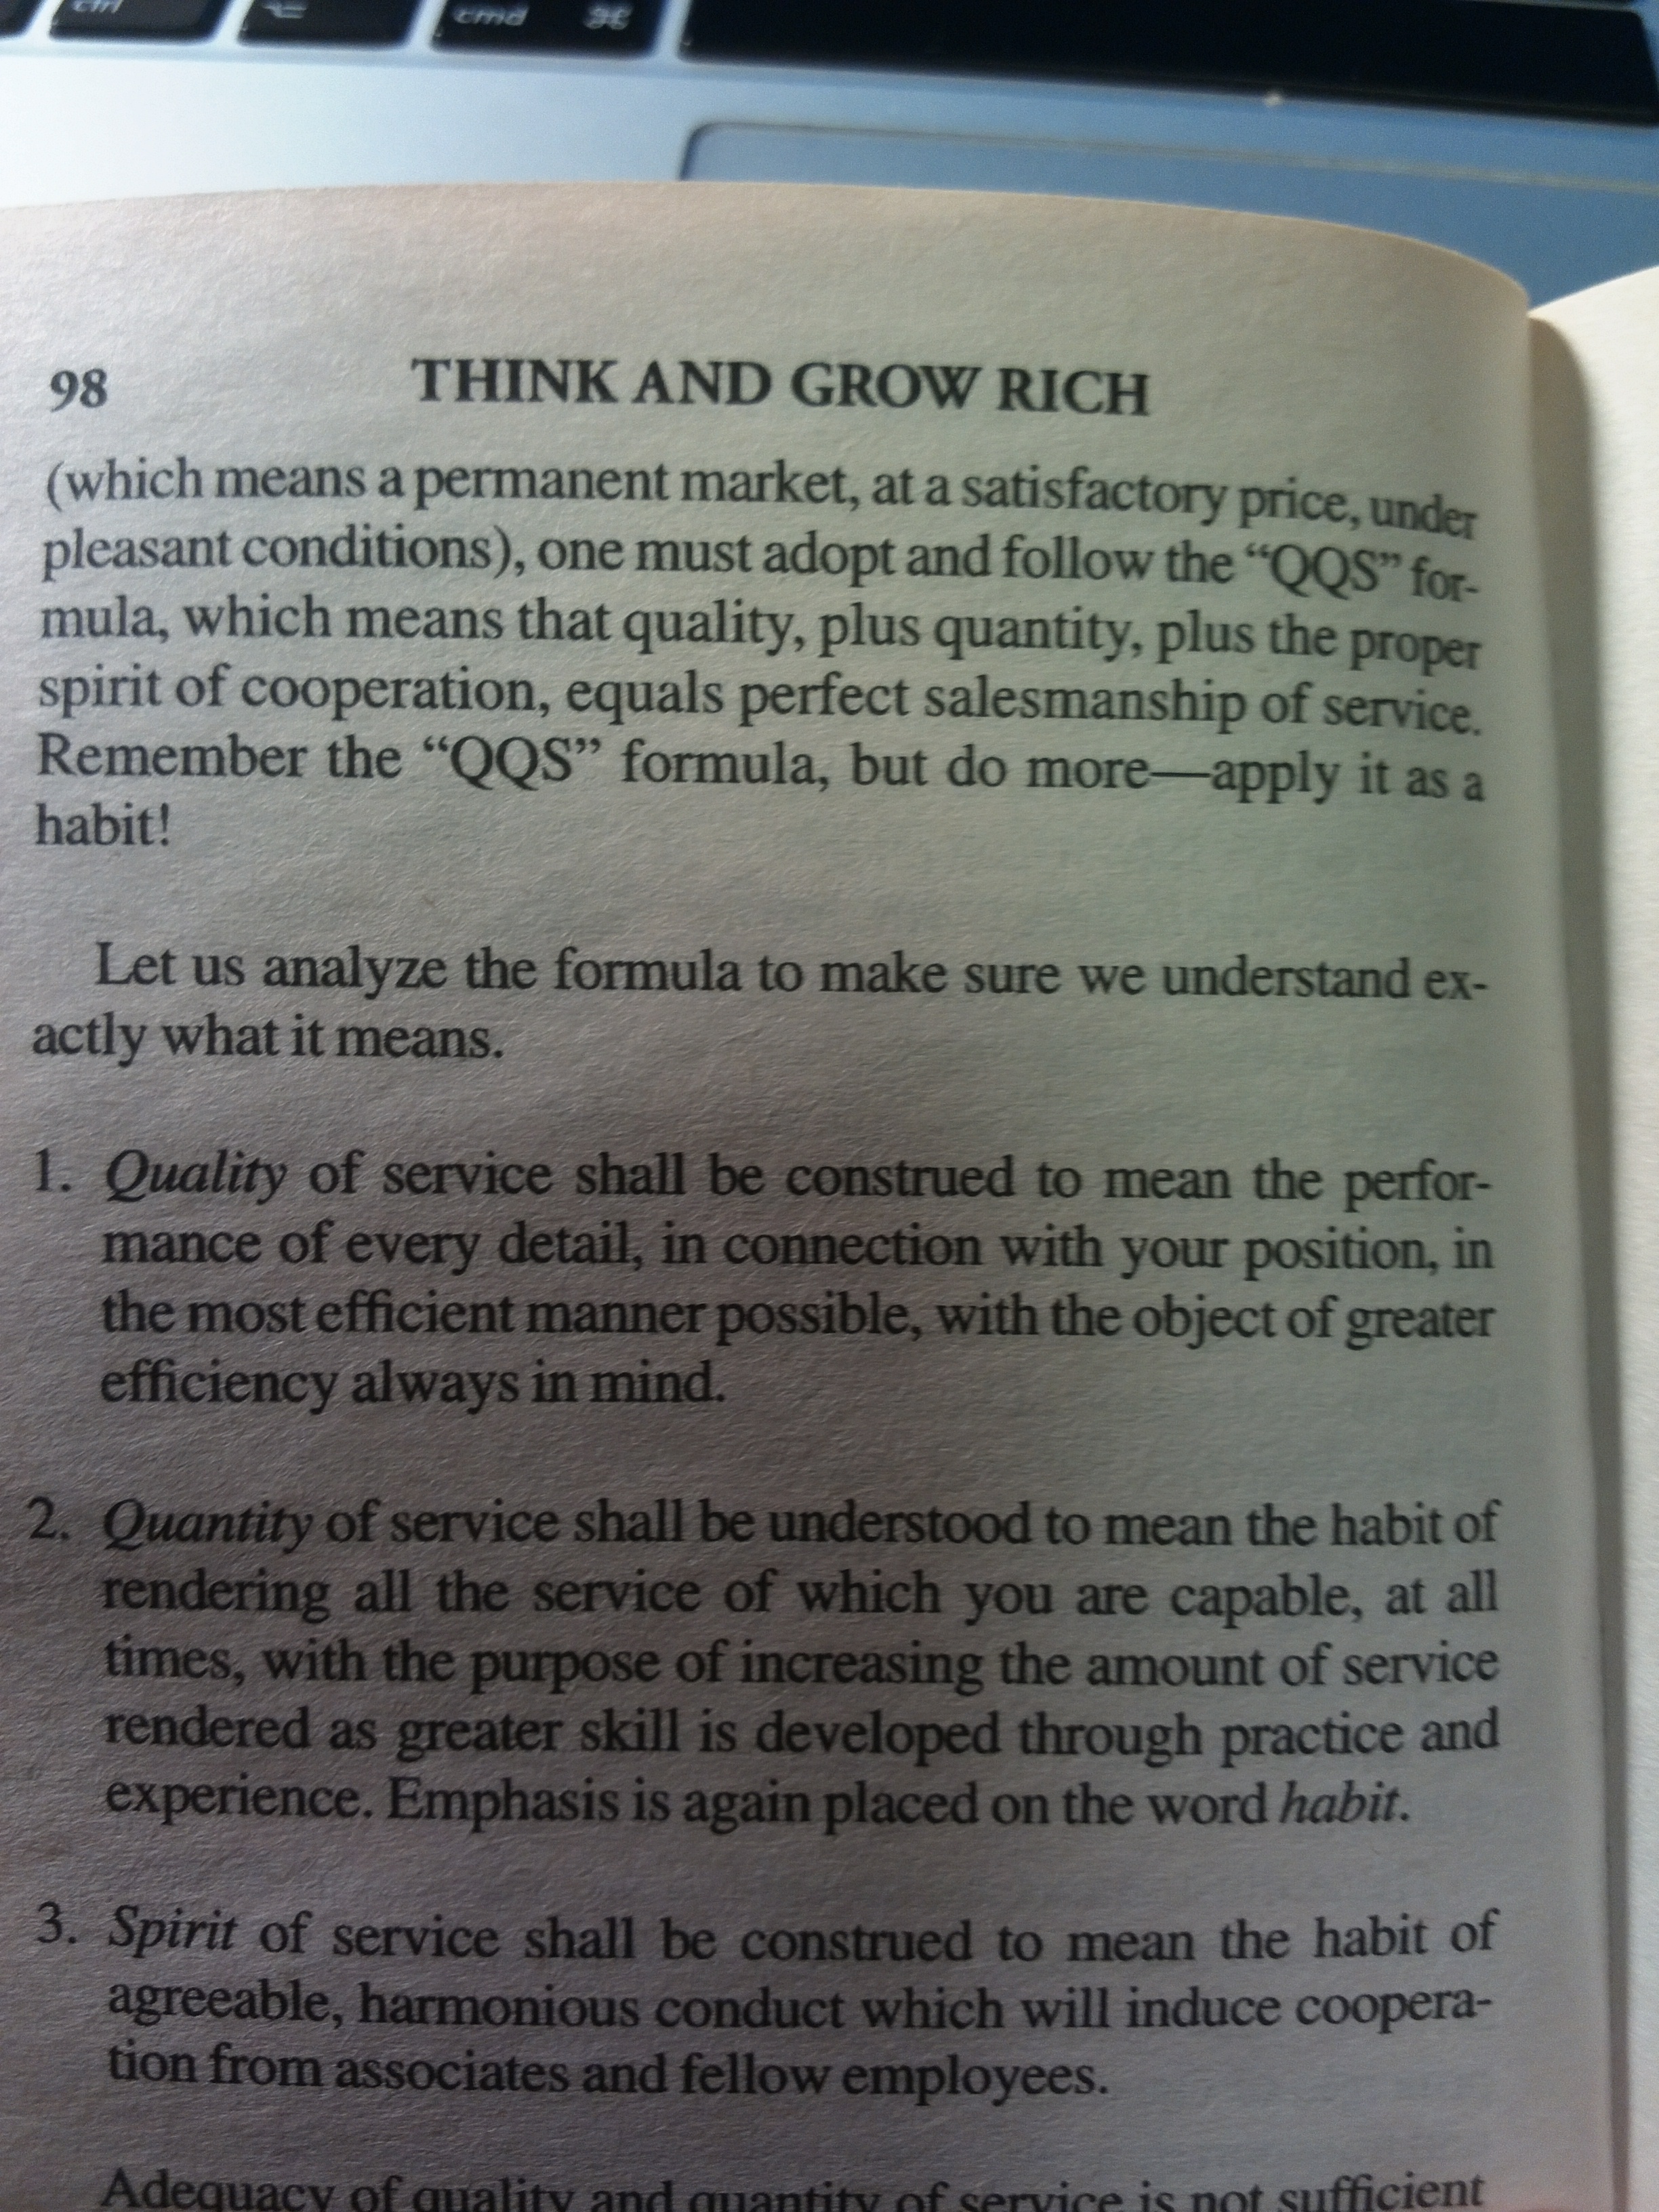 ctrl
cmd ⌘
98 THINK AND GROW RICH
(which means a permanent market, at a satisfactory price, under
pleasant conditions), one must adopt and follow the “QQS” for-
mula, which means that quality, plus quantity, plus the proper
spirit of cooperation, equals perfect salesmanship of service.
Remember the “QQS” formula, but do more—apply it as a
habit!
Let us analyze the formula to make sure we understand ex-
actly what it means.
1. Quality of service shall be construed to mean the perfor-
mance of every detail, in connection with your position, in
the most efficient manner possible, with the object of greater
efficiency always in mind.
2. Quantity of service shall be understood to mean the habit of
rendering all the service of which you are capable, at all
times, with the purpose of increasing the amount of service
rendered as greater skill is developed through practice and
experience. Emphasis is again placed on the word habit.
3. Spirit of service shall be construed to mean the habit of
agreeable, harmonious conduct which will induce coopera-
tion from associates and fellow employees.
Adequacy of quality and quantity of service is not sufficient